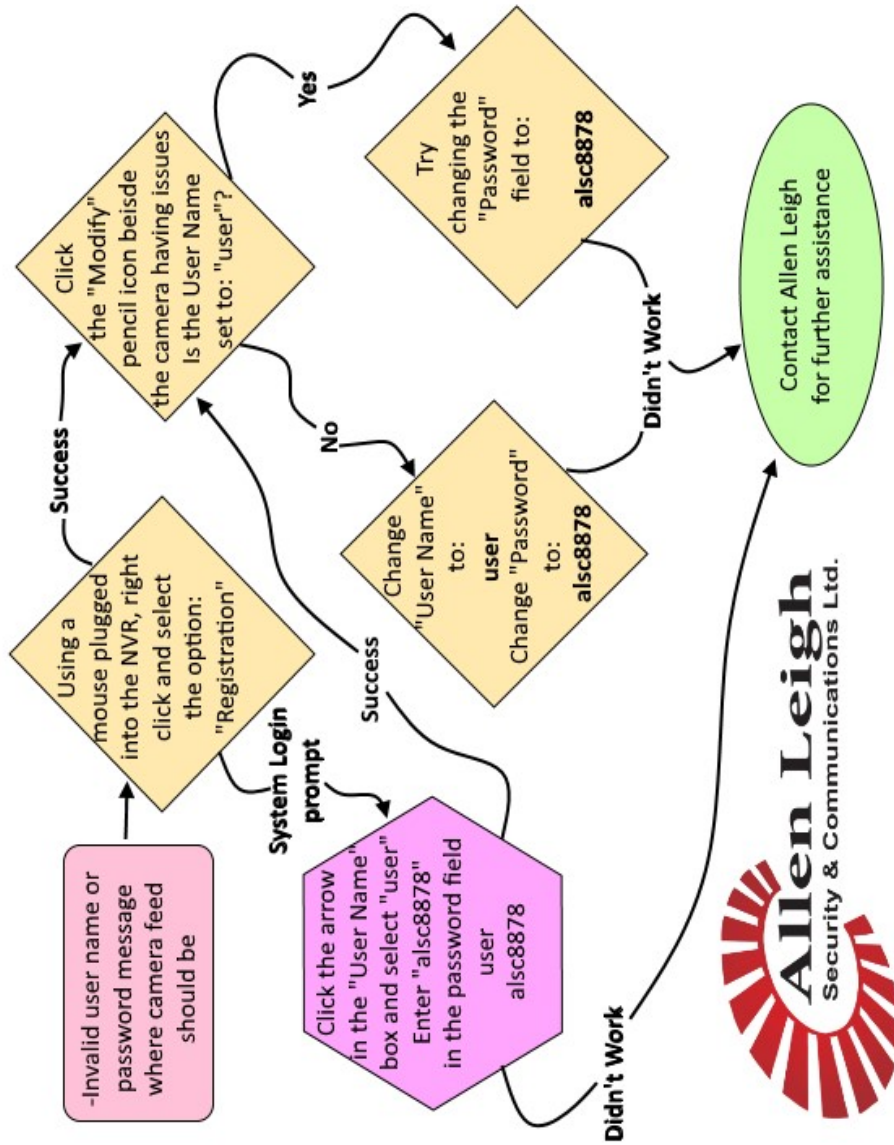 -Invalid user name or
password message
where camera feed
should be
Using a
mouse plugged
into the NVR, right
click and select
the option:
"Registration"
Success
Click
the "Modify"
pencil icon beisde
the camera having issues
Is the User Name
set to: "user"?
System Login
prompt
Click the arrow
in the "User Name"
box and select "user"
Enter "alsc8878"
in the password field
user
alsc8878
Success
No
Yes
Change
"User Name"
to:
user
Change "Password"
to:
alsc8878
Try
changing the
"Password"
field to:
alsc8878
Didn't Work
Didn't Work
Contact Allen Leigh
for further assistance
Allen Leigh
Security & Communications Ltd.